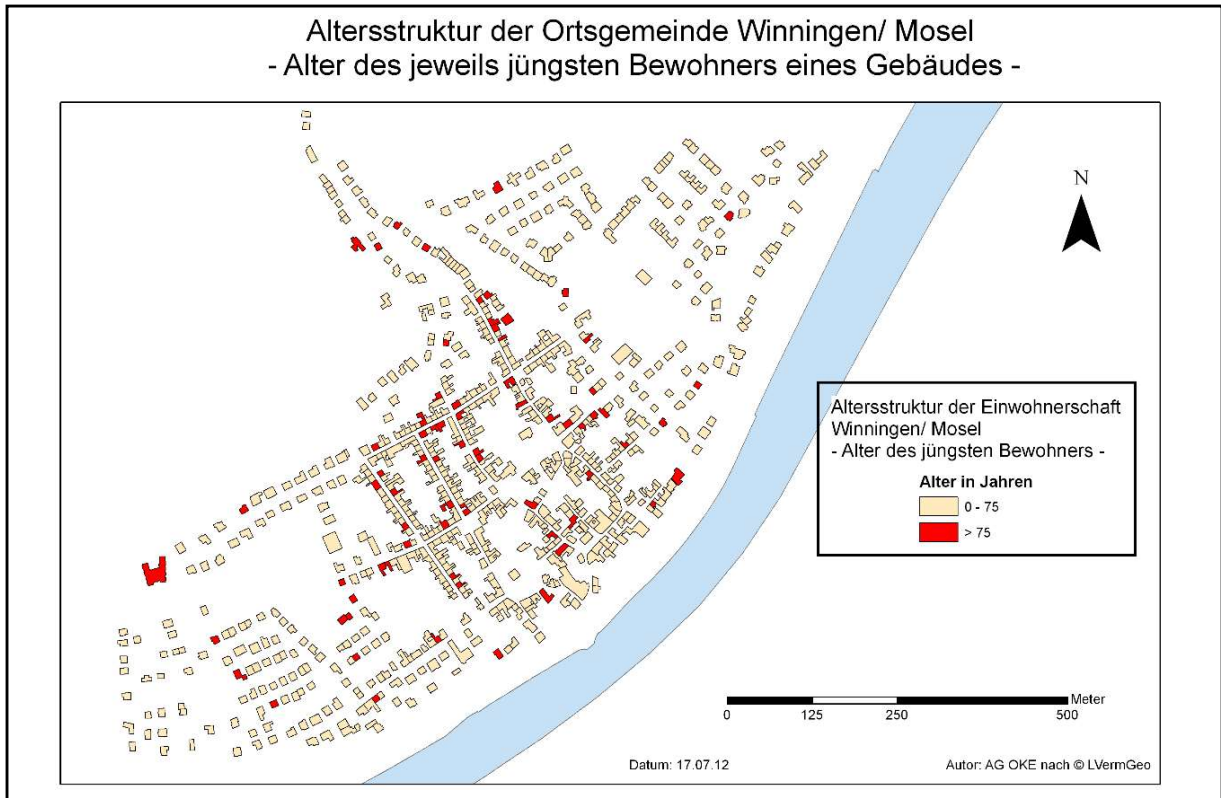 Altersstruktur der Ortsgemeinde Winningen/ Mosel
- Alter des jeweils jüngsten Bewohners eines Gebäudes -
N
Altersstruktur der Einwohnerschaft
Winningen/ Mosel
- Alter des jüngsten Bewohners -
Alter in Jahren
0 - 75
> 75
Meter
0 125 250 500
Datum: 17.07.12 Autor: AG OKE nach © LVermGeo